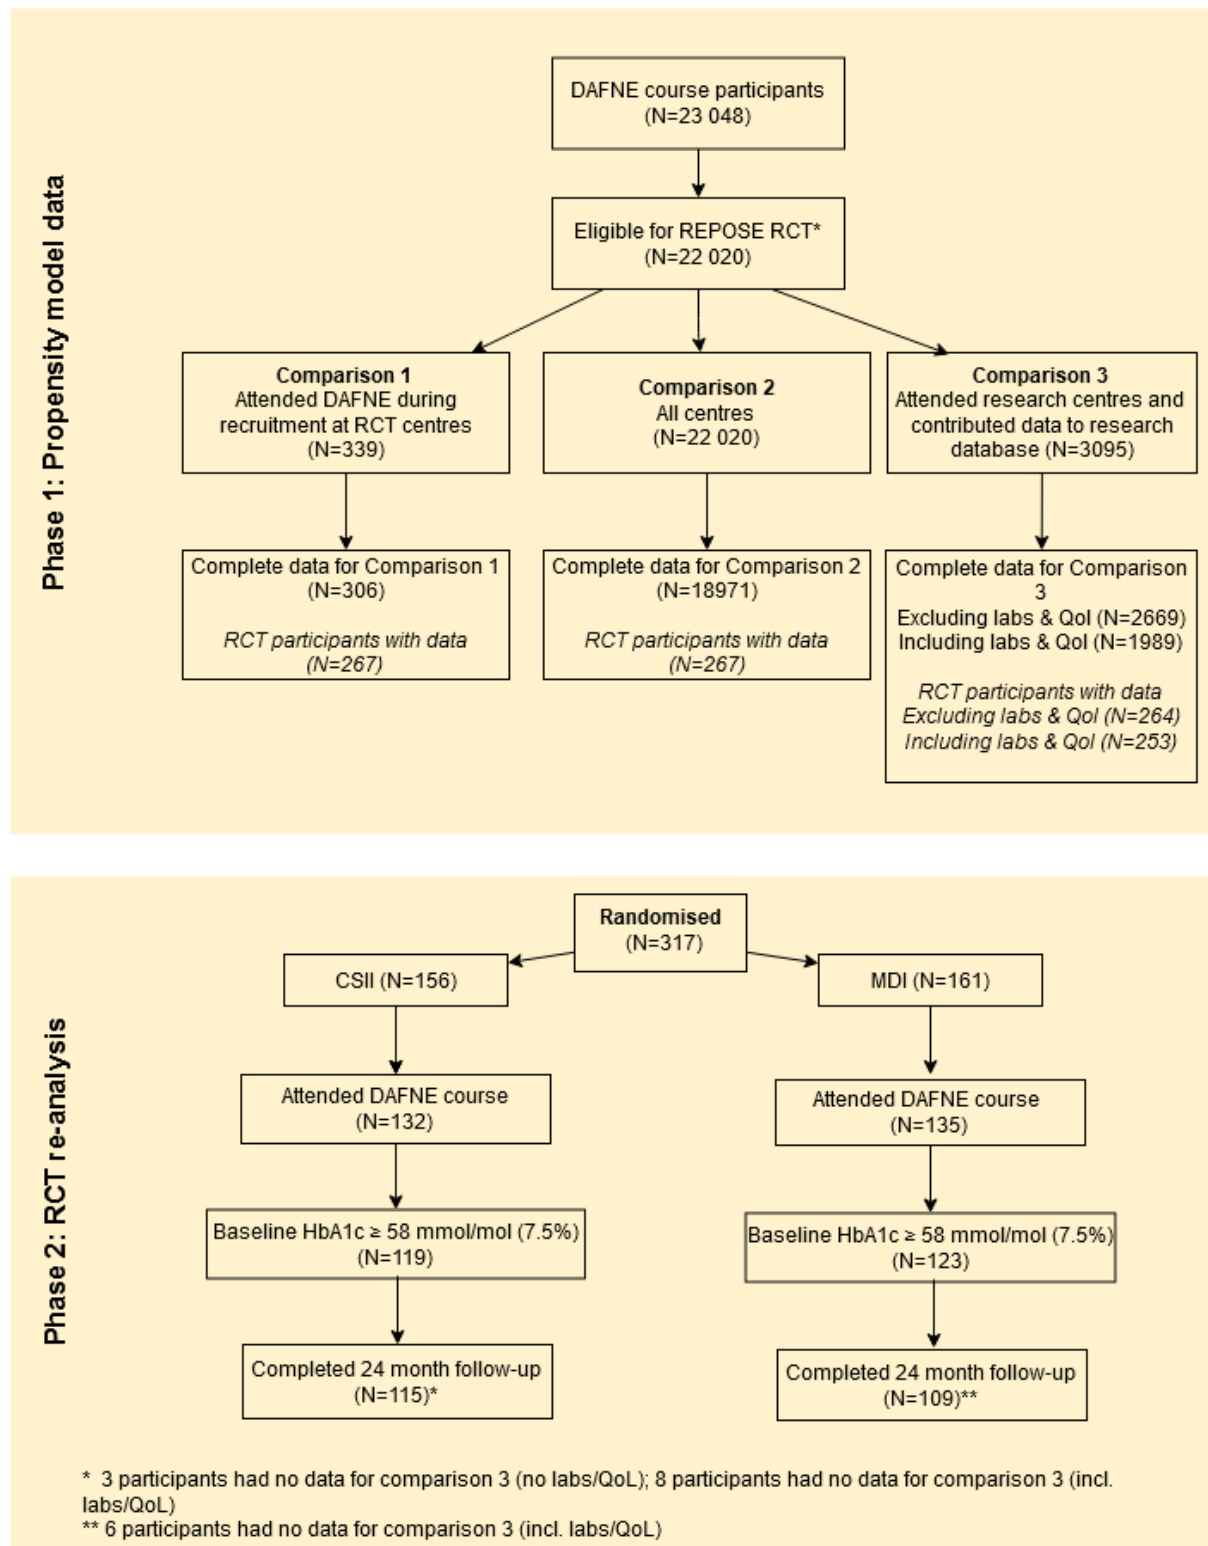 Phase 1: Propensity model data
DAFNE course participants
(N=23 048)
Eligible for REPOSE RCT*
(N=22 020)
Comparison 1
Attended DAFNE during
recruitment at RCT centres
(N=339)
Comparison 2
All centres
(N=22 020)
Comparison 3
Attended research centres and
contributed data to research
database (N=3095)
Complete data for Comparison 1
(N=306)
RCT participants with data
(N=267)
Complete data for Comparison 2
(N=18971)
RCT participants with data
(N=267)
Complete data for Comparison
3
Excluding labs & Qol (N=2669)
Including labs & Qol (N=1989)
RCT participants with data
Excluding labs & Qol (N=264)
Including labs & Qol (N=253)
Phase 2: RCT re-analysis
Randomised
(N=317)
CSII (N=156)
MDI (N=161)
Attended DAFNE course
(N=132)
Attended DAFNE course
(N=135)
Baseline HbA1c ≥ 58 mmol/mol (7.5%)
(N=119)
Baseline HbA1c ≥ 58 mmol/mol (7.5%)
(N=123)
Completed 24 month follow-up
(N=115)*
Completed 24 month follow-up
(N=109)**
* 3 participants had no data for comparison 3 (no labs/QoL); 8 participants had no data for comparison 3 (incl.
labs/QoL)
** 6 participants had no data for comparison 3 (incl. labs/QoL)